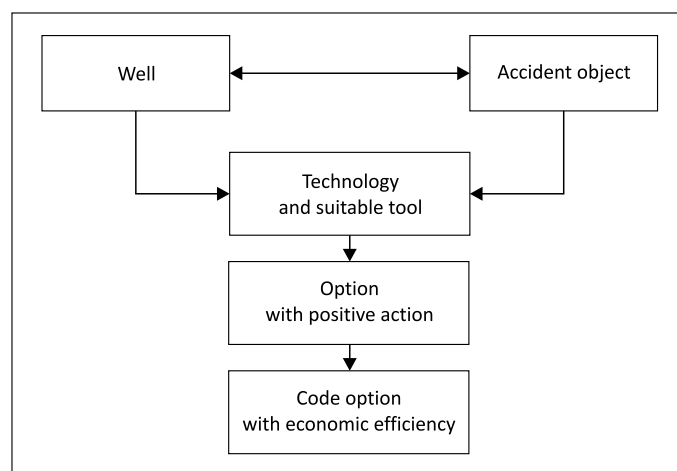 Well
Accident object
Technology
and suitable tool
Option
with positive action
Code option
with economic efficiency